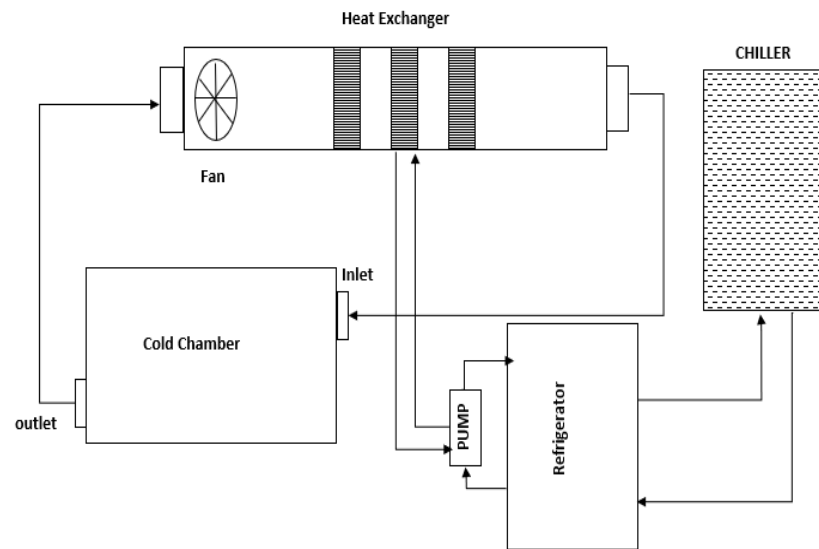 Heat Exchanger
CHILLER
Fan
Inlet
Cold Chamber
outlet
PUMP
Refrigerator